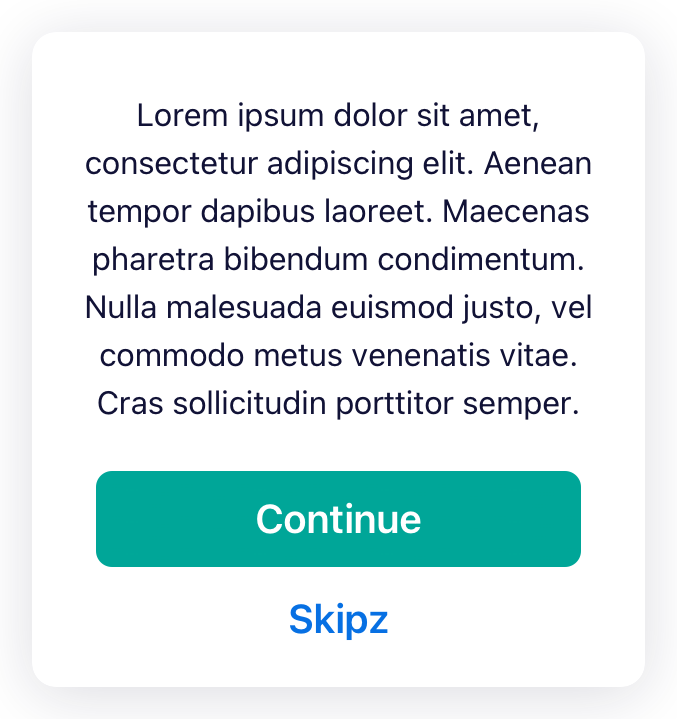 Lorem ipsum dolor sit amet,
consectetur adipiscing elit. Aenean
tempor dapibus laoreet. Maecenas
pharetra bibendum condimentum.
Nulla malesuada euismod justo, vel
commodo metus venenatis vitae.
Cras sollicitudin porttitor semper.
Continue
Skipz